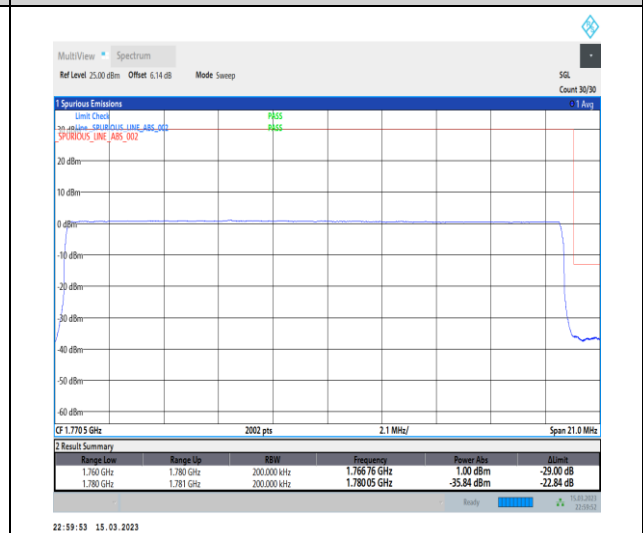 MultiView Spectrum
Ref Level 25.00 dBm Offset 6.14 dB Mode Sweep SGL
Count 30/30
1 Spurious Emissions 1 Avg
Limit Check PASS
Line SPURIOUS_LINE_ABS_002 PASS
SPURIOUS_LINE_ABS_002
20 dBm
10 dBm
0 dBm
-10 dBm
-20 dBm
-30 dBm
-40 dBm
-50 dBm
-60 dBm
CF 1.7705 GHz 2002 pts 2.1 MHz/ Span 21.0 MHz
2 Result Summary
Range Low Range Up RBW Frequency Power Abs ΔLimit
1.760 GHz 1.780 GHz 200.000 kHz 1.76676 GHz 1.00 dBm -29.00 dB
1.780 GHz 1.781 GHz 200.000 kHz 1.78005 GHz -35.84 dBm -22.84 dB
Ready 15.03.2023
22:59:52
22:59:53 15.03.2023